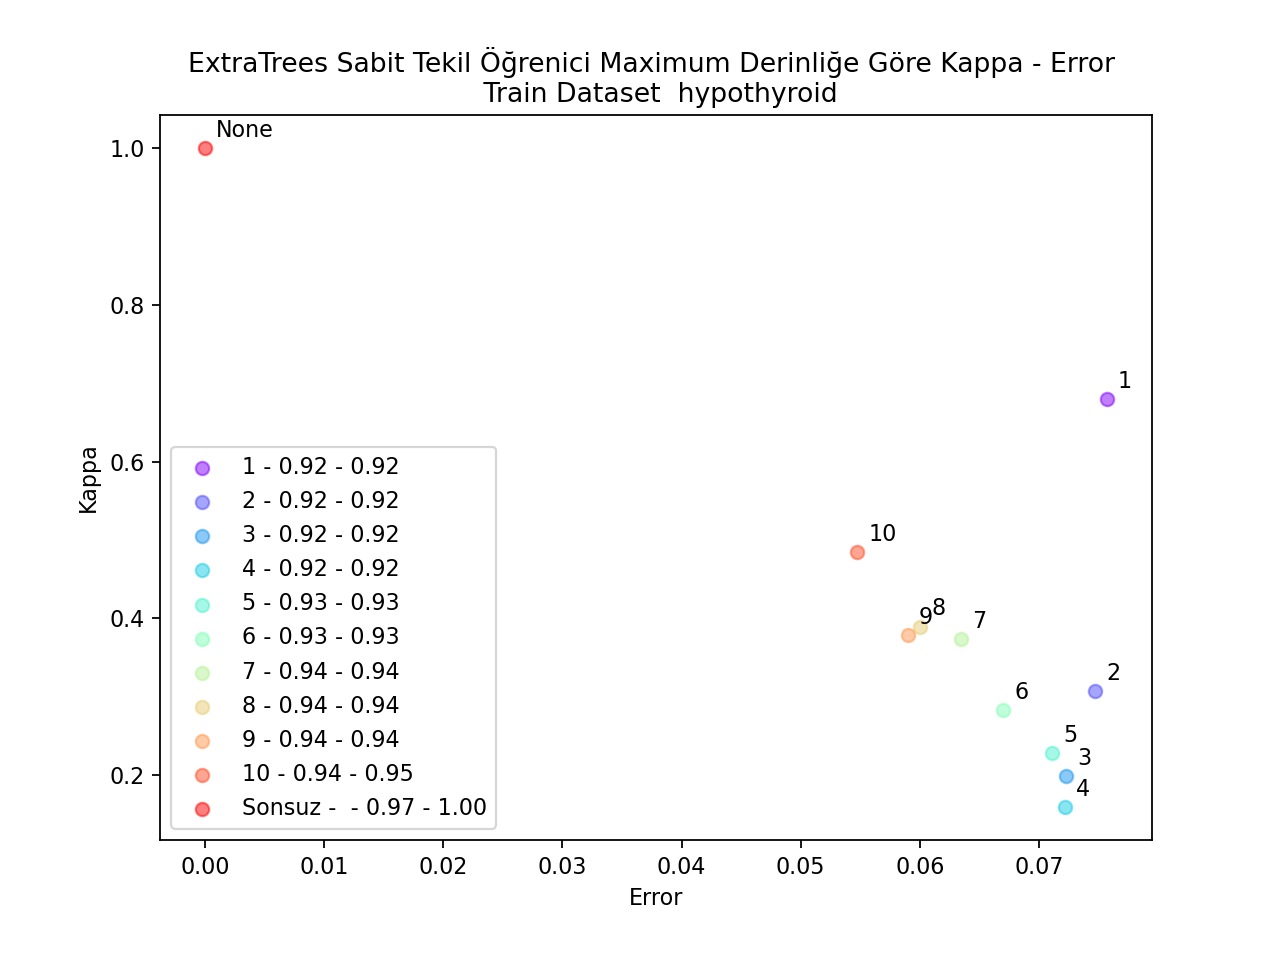 ExtraTrees Sabit Tekil Öğrenici Maximum Derinliğe Göre Kappa - Error
Train Dataset  hypothyroid
None
1.0
0.8
1
0.6
Kappa
10
8
9
7
0.4
2
6
5
3
4
0.2
1 - 0.92 - 0.92
2 - 0.92 - 0.92
3 - 0.92 - 0.92
4 - 0.92 - 0.92
5 - 0.93 - 0.93
6 - 0.93 - 0.93
7 - 0.94 - 0.94
8 - 0.94 - 0.94
9 - 0.94 - 0.94
10 - 0.94 - 0.95
Sonsuz -  - 0.97 - 1.00
0.00 0.01 0.02 0.03 0.04 0.05 0.06 0.07
Error